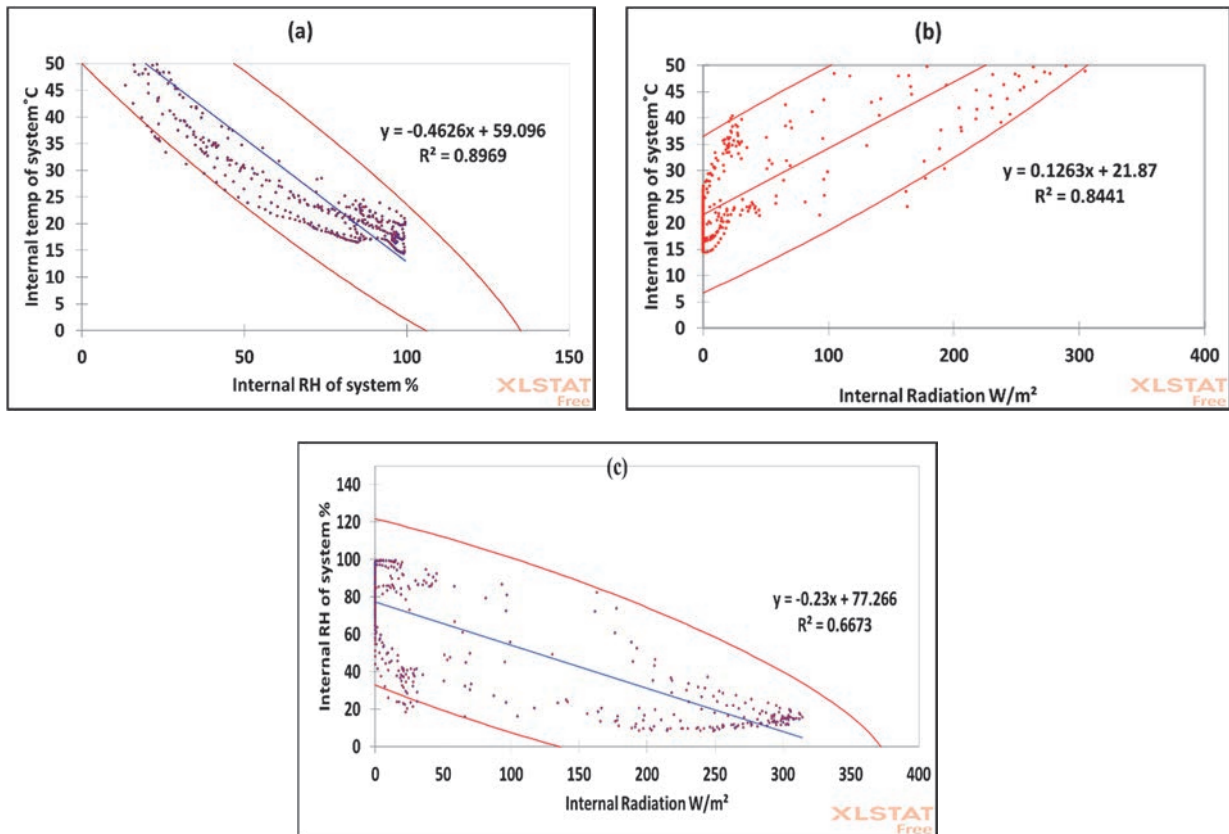 (a)
50
45
40
35
30
25
20
15
10
5
0
Internal temp of system˚C
y = -0.4626x + 59.096
R² = 0.8969
0 50 100 150
Internal RH of system %
XLSTAT
Free
(b)
50
45
40
35
30
25
20
15
10
5
0
Internal temp of system˚C
y = 0.1263x + 21.87
R² = 0.8441
0 100 200 300 400
Internal Radiation W/m²
XLSTAT
Free
(c)
140
120
100
80
60
40
20
0
Internal RH of system %
y = -0.23x + 77.266
R² = 0.6673
0 50 100 150 200 250 300 350 400
Internal Radiation W/m²
XLSTAT
Free